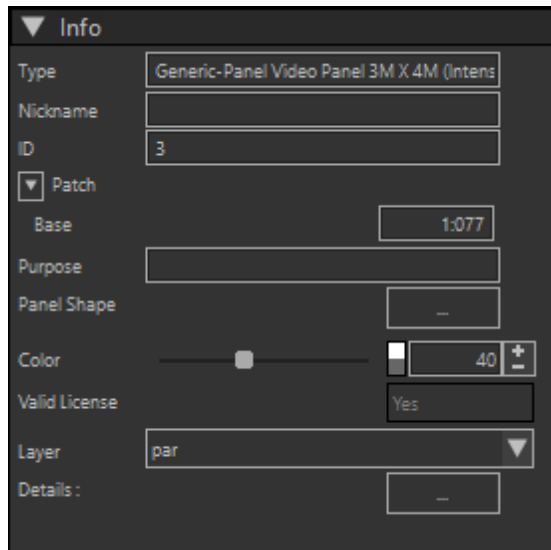 Info
Type Generic-Panel Video Panel 3M X 4M (Intens
Nickname
ID 3
Patch
Base 1:077
Purpose
Panel Shape ...
Color 40 + -
Valid License Yes
Layer par
Details : ...